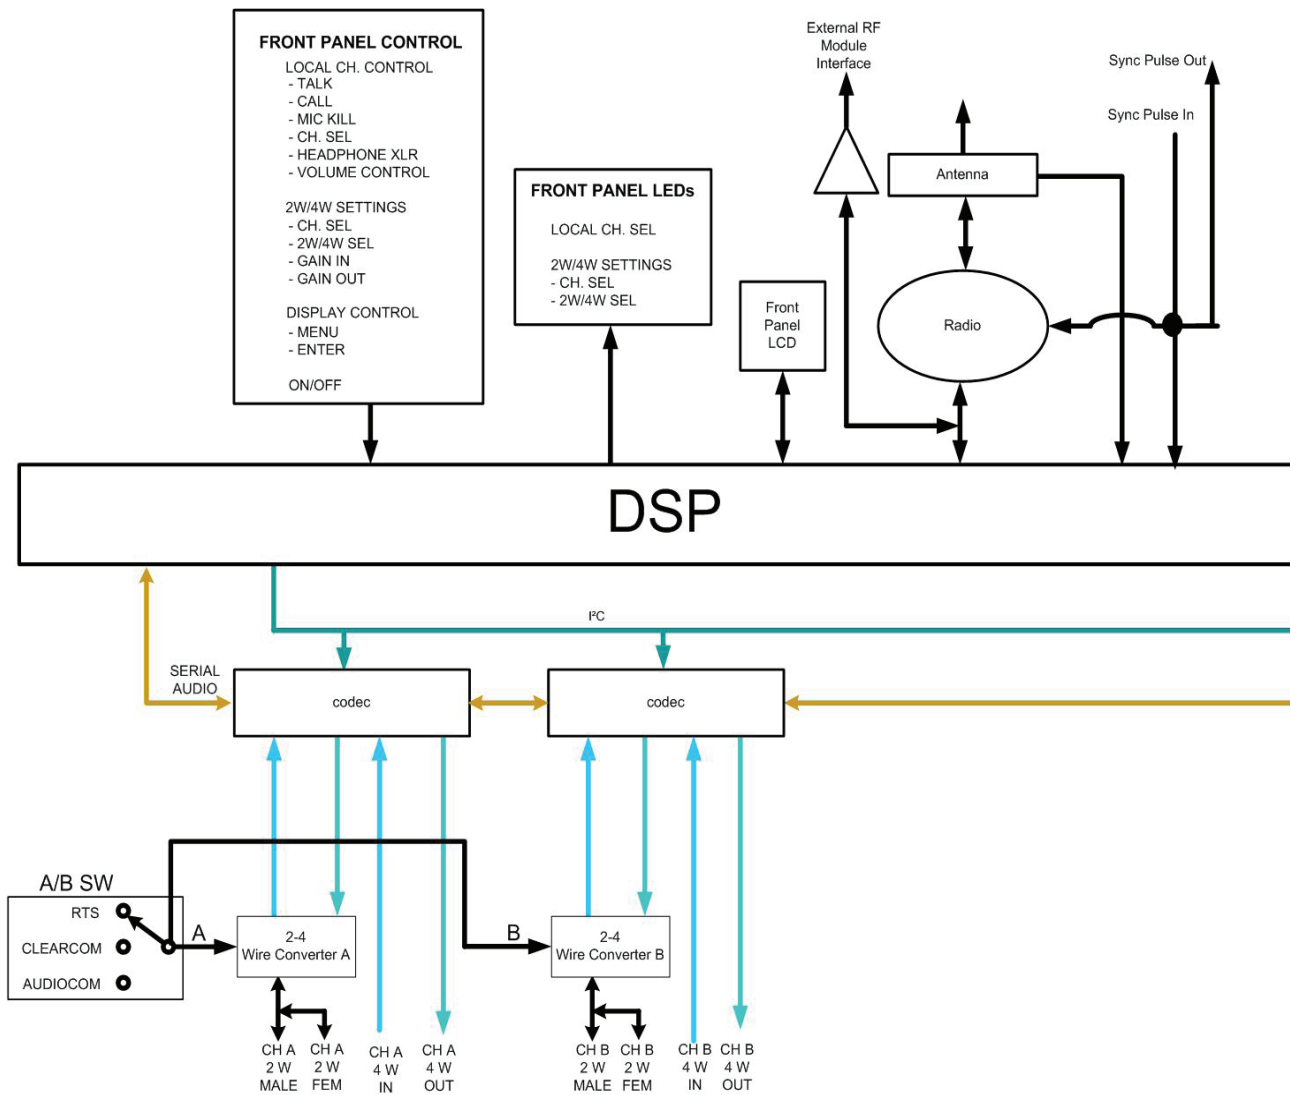 FRONT PANEL CONTROL
LOCAL CH. CONTROL
- TALK
- CALL
- MIC KILL
- CH. SEL
- HEADPHONE XLR
- VOLUME CONTROL
2W/4W SETTINGS
- CH. SEL
- 2W/4W SEL
- GAIN IN
- GAIN OUT
DISPLAY CONTROL
- MENU
- ENTER
ON/OFF
FRONT PANEL LEDs
LOCAL CH. SEL
2W/4W SETTINGS
- CH. SEL
- 2W/4W SEL
External RF
Module
Interface
Sync Pulse Out
Sync Pulse In
Antenna
Front
Panel
LCD
Radio
DSP
I²C
SERIAL
AUDIO
codec
codec
A/B SW
RTS
CLEARCOM
AUDIOCOM
A
2-4
Wire Converter A
B
2-4
Wire Converter B
CH A
2 W
MALE
CH A
2 W
FEM
CH A
4 W
IN
CH A
4 W
OUT
CH B
2 W
MALE
CH B
2 W
FEM
CH B
4 W
IN
CH B
4 W
OUT